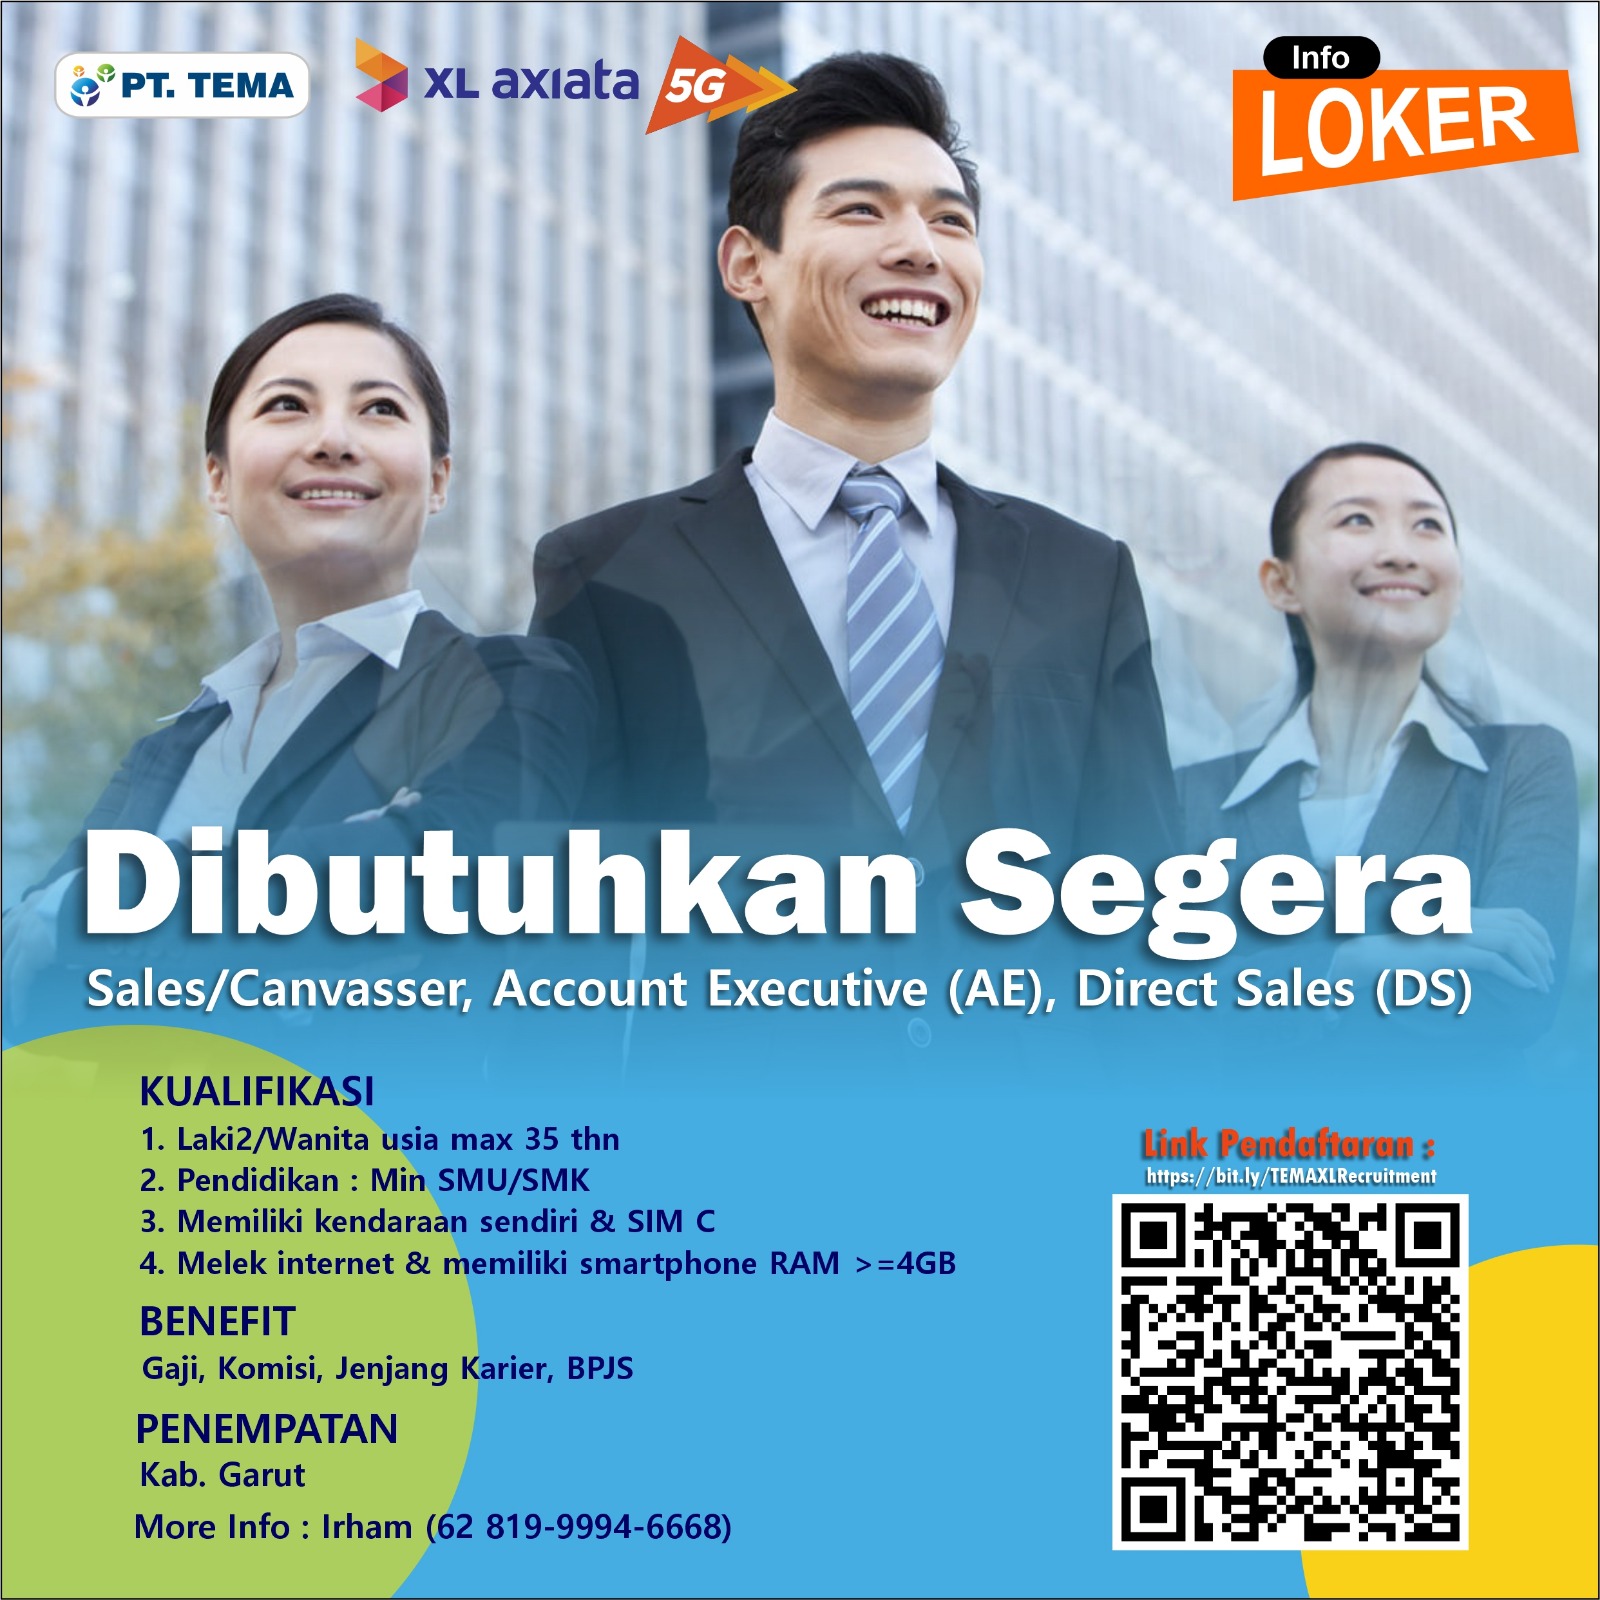 PT. TEMA
XL axiata 5G
Info
LOKER
Dibutuhkan Segera
Sales/Canvasser, Account Executive (AE), Direct Sales (DS)
KUALIFIKASI
1. Laki2/Wanita usia max 35 thn
2. Pendidikan : Min SMU/SMK
3. Memiliki kendaraan sendiri & SIM C
4. Melek internet & memiliki smartphone RAM >=4GB
BENEFIT
Gaji, Komisi, Jenjang Karier, BPJS
PENEMPATAN
Kab. Garut
More Info : Irham (62 819-9994-6668)
Link Pendaftaran :
https://bit.ly/TEMAXLRecruitment